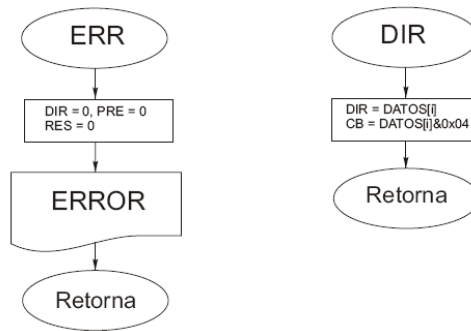 ERR
DIR = 0, PRE = 0
RES = 0
ERROR
Retorna
DIR
DIR = DATOS[i]
CB = DATOS[i]&0x04
Retorna